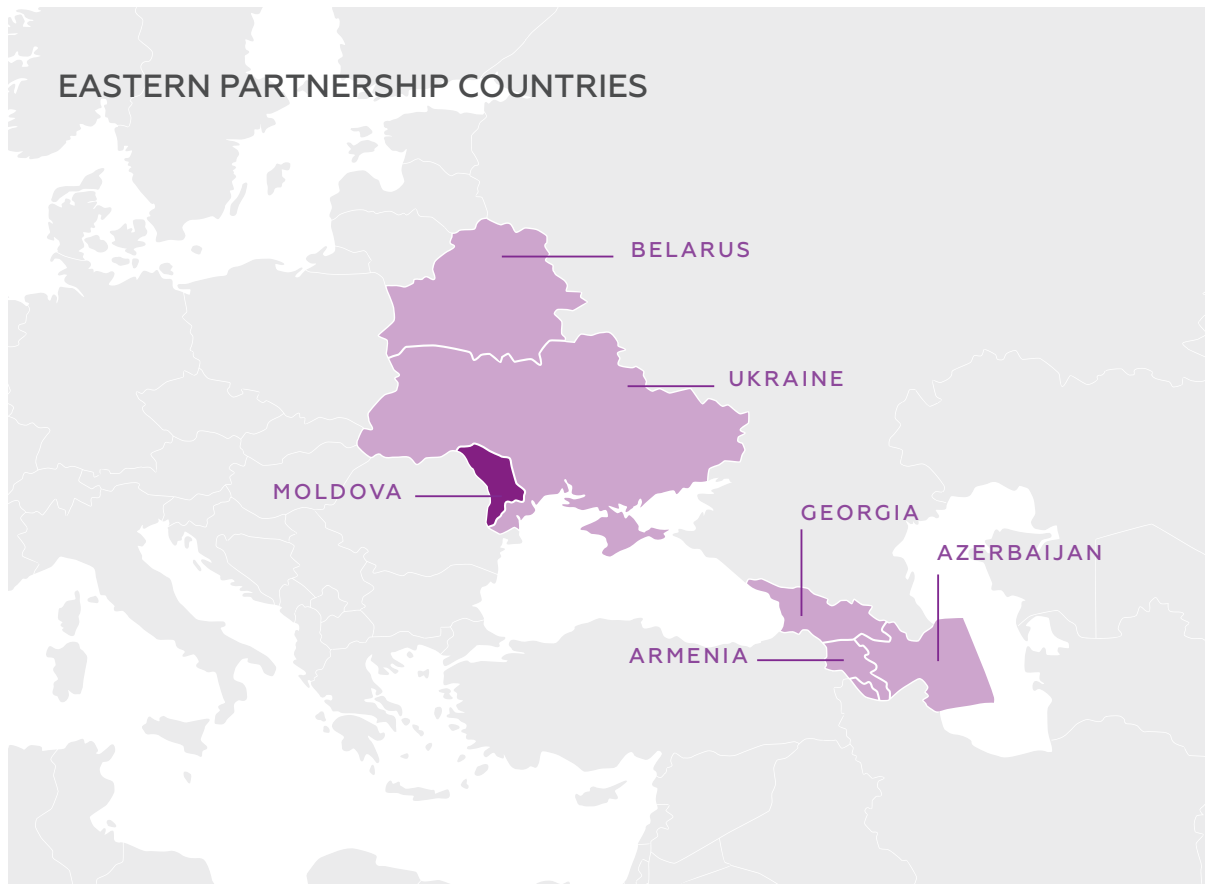 EASTERN PARTNERSHIP COUNTRIES
BELARUS
UKRAINE
MOLDOVA
GEORGIA
AZERBAIJAN
ARMENIA